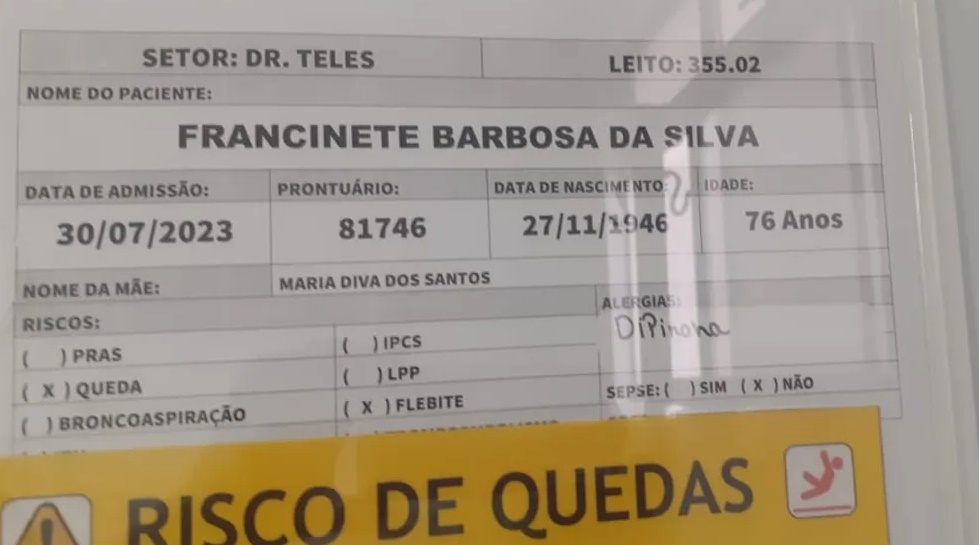 SETOR: DR. TELES LEITO: 355.02
NOME DO PACIENTE:
FRANCINETE BARBOSA DA SILVA
DATA DE ADMISSÃO: PRONTUÁRIO: DATA DE NASCIMENTO: IDADE:
30/07/2023 81746 27/11/1946 76 Anos
NOME DA MÃE: MARIA DIVA DOS SANTOS
RISCOS: ALERGIAS:
Dipirona
( ) PRAS ( ) IPCS
( X ) QUEDA ( ) LPP SEPSE: ( ) SIM ( X ) NÃO
( ) BRONCOASPIRAÇÃO ( X ) FLEBITE
RISCO DE QUEDAS